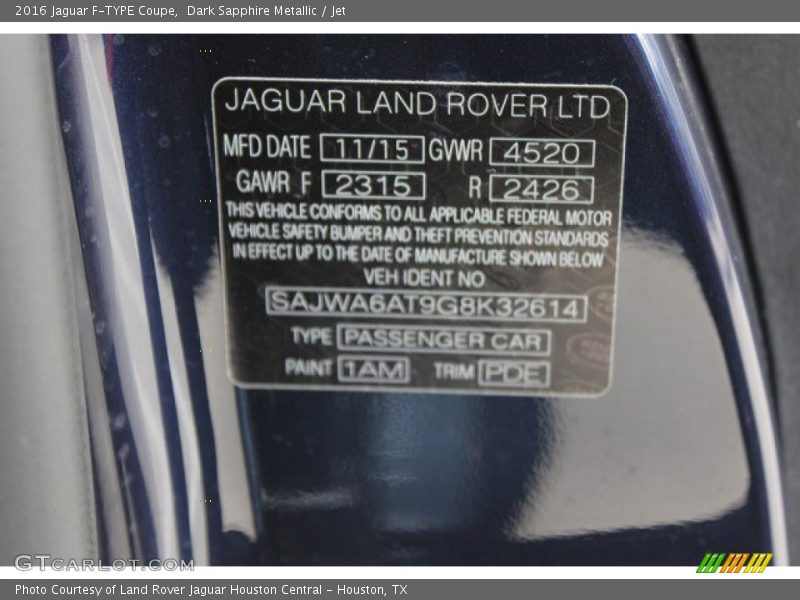 2016 Jaguar F-TYPE Coupe, Dark Sapphire Metallic / Jet
JAGUAR LAND ROVER LTD
MFD DATE 11/15 GVWR 4520
GAWR F 2315 R 2426
THIS VEHICLE CONFORMS TO ALL APPLICABLE FEDERAL MOTOR
VEHICLE SAFETY BUMPER AND THEFT PREVENTION STANDARDS
IN EFFECT UP TO THE DATE OF MANUFACTURE SHOWN BELOW
VEH IDENT NO
SAJWA6AT9G8K32614
TYPE PASSENGER CAR
PAINT 1AM TRIM PDE
GTCARLOT.COM
Photo Courtesy of Land Rover Jaguar Houston Central - Houston, TX